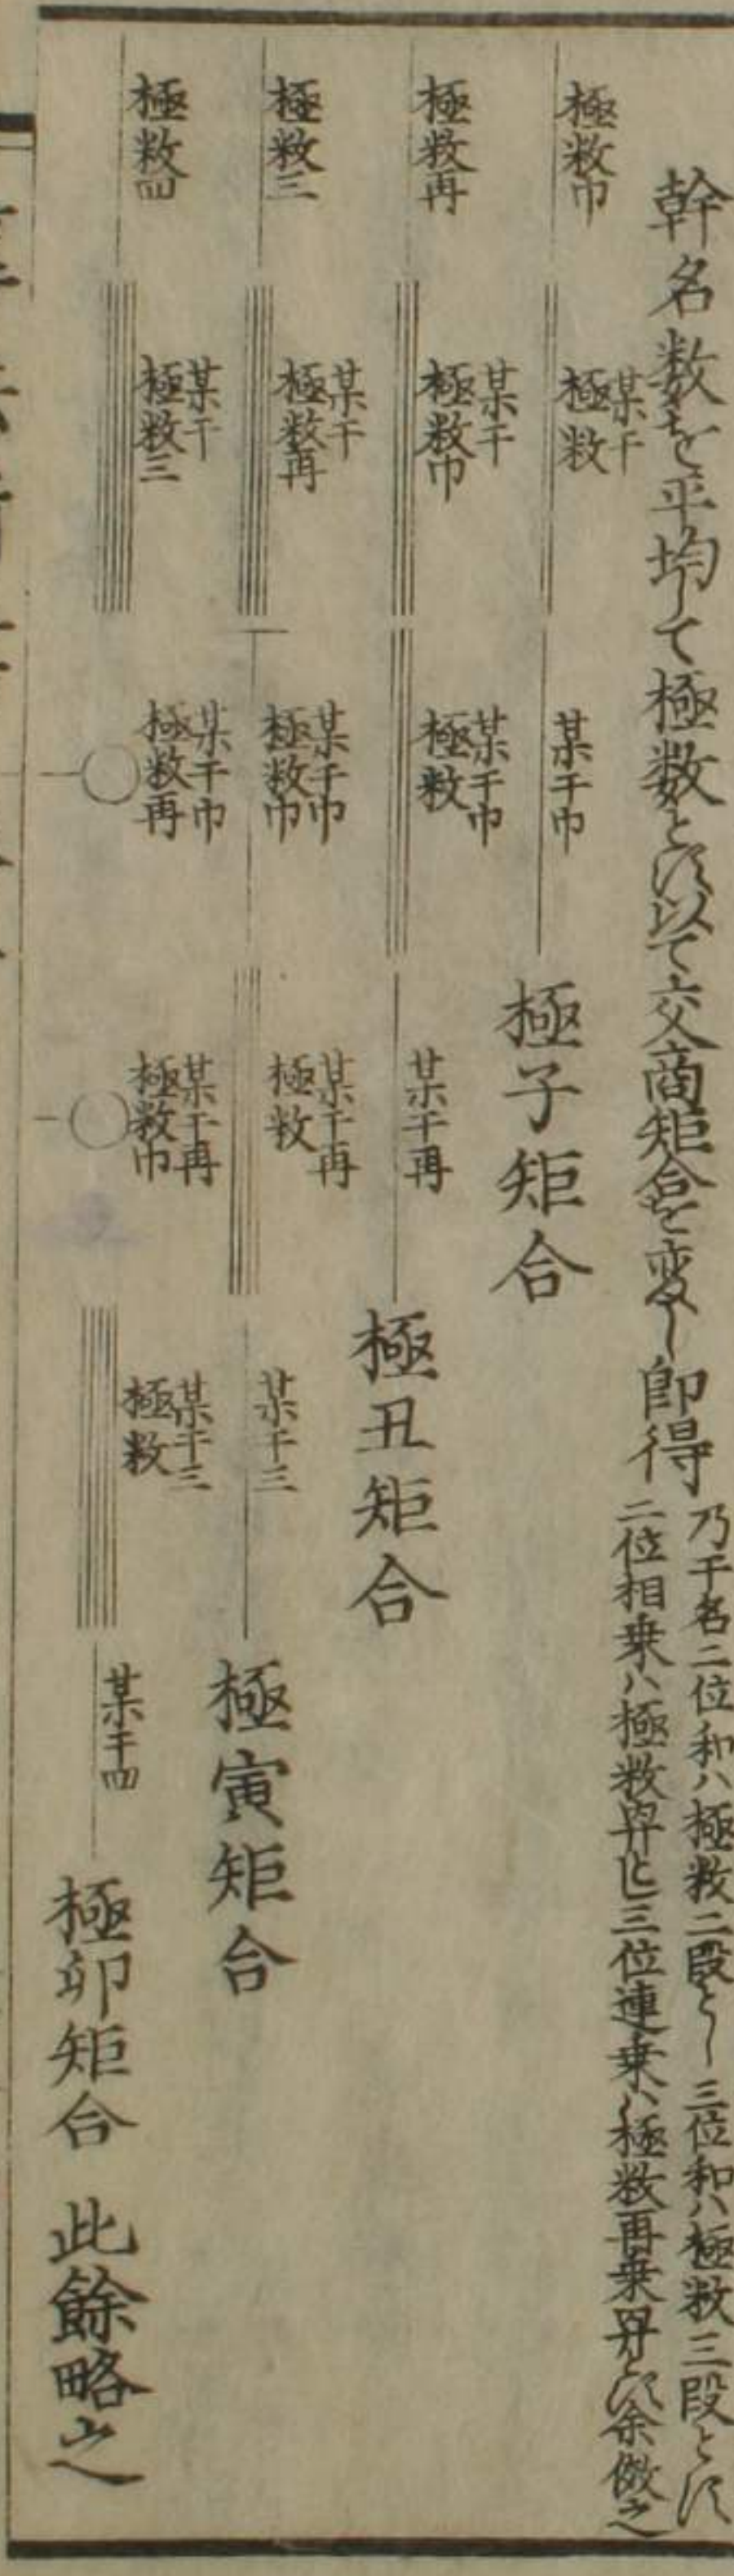 幹名数を平均して極数とす以て交商矩合を変し即得
乃干名二位和ハ極数二段とし三位和ハ極数三段とす
二位相乗ハ極数冪とし三位連乗ハ極数再乗冪とす余倣之
極数巾
某干
極数
某干巾
極子矩合
極数再
某干
極数巾
某干巾
極数
某干再
極丑矩合
極数三
某干
極数再
某干巾
極数巾
某干再
極数
某干三
極寅矩合
極数四
某干
極数三
某干巾
極数再
某干再
極数巾
某干三
極数
某干四
極卯矩合 此餘略之